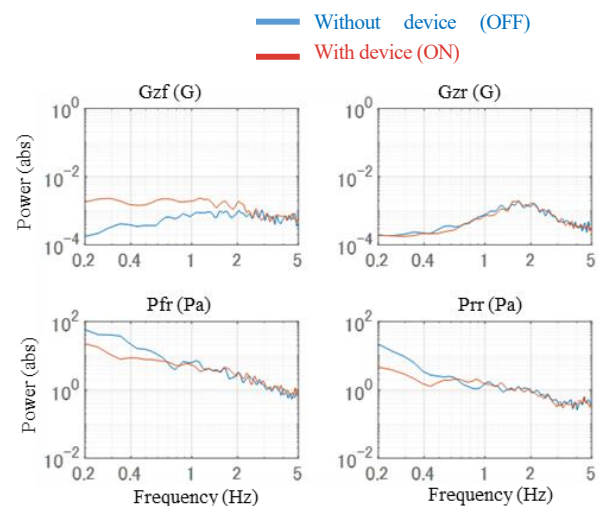 Without device (OFF)
With device (ON)
Gzf (G)
Gzr (G)
Power (abs)
10^0
10^-2
10^-4
0.2 0.4 1 2 5
10^0
10^-2
10^-4
0.2 0.4 1 2 5
Pfr (Pa)
Prr (Pa)
Power (abs)
10^2
10^0
10^-2
0.2 0.4 1 2 5
Frequency (Hz)
10^2
10^0
10^-2
0.2 0.4 1 2 5
Frequency (Hz)